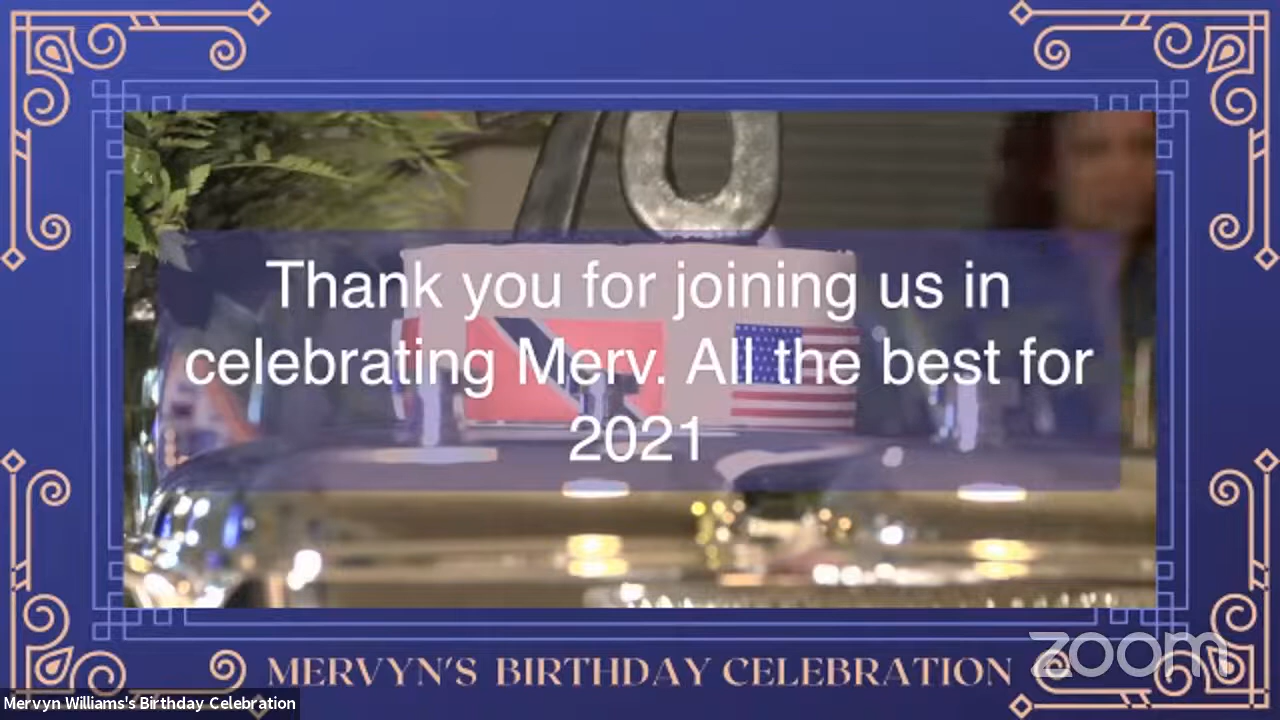 70
Thank you for joining us in
celebrating Merv. All the best for
2021
zoom
MERVYN'S BIRTHDAY CELEBRATION
Mervyn Williams's Birthday Celebration